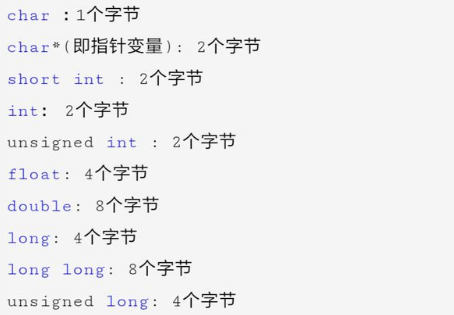 char :1个字节
char*(即指针变量): 2个字节
short int : 2个字节
int: 2个字节
unsigned int : 2个字节
float: 4个字节
double: 8个字节
long: 4个字节
long long: 8个字节
unsigned long: 4个字节